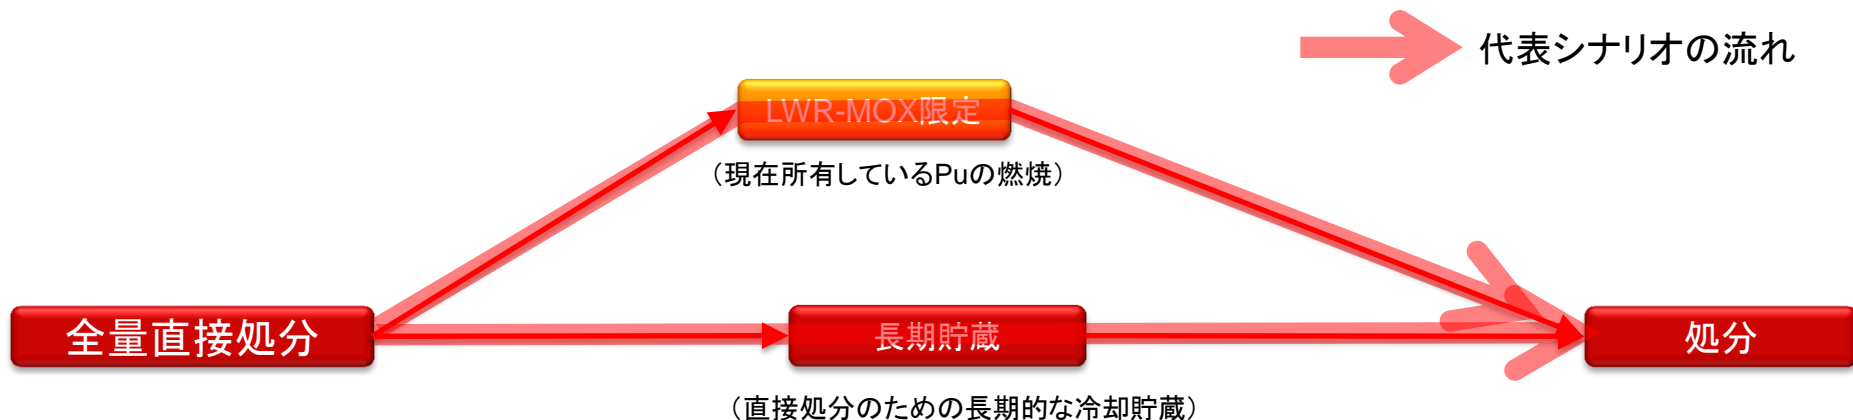 代表シナリオの流れ
LWR-MOX限定
（現在所有しているPuの燃焼）
全量直接処分
長期貯蔵
処分
（直接処分のための長期的な冷却貯蔵）